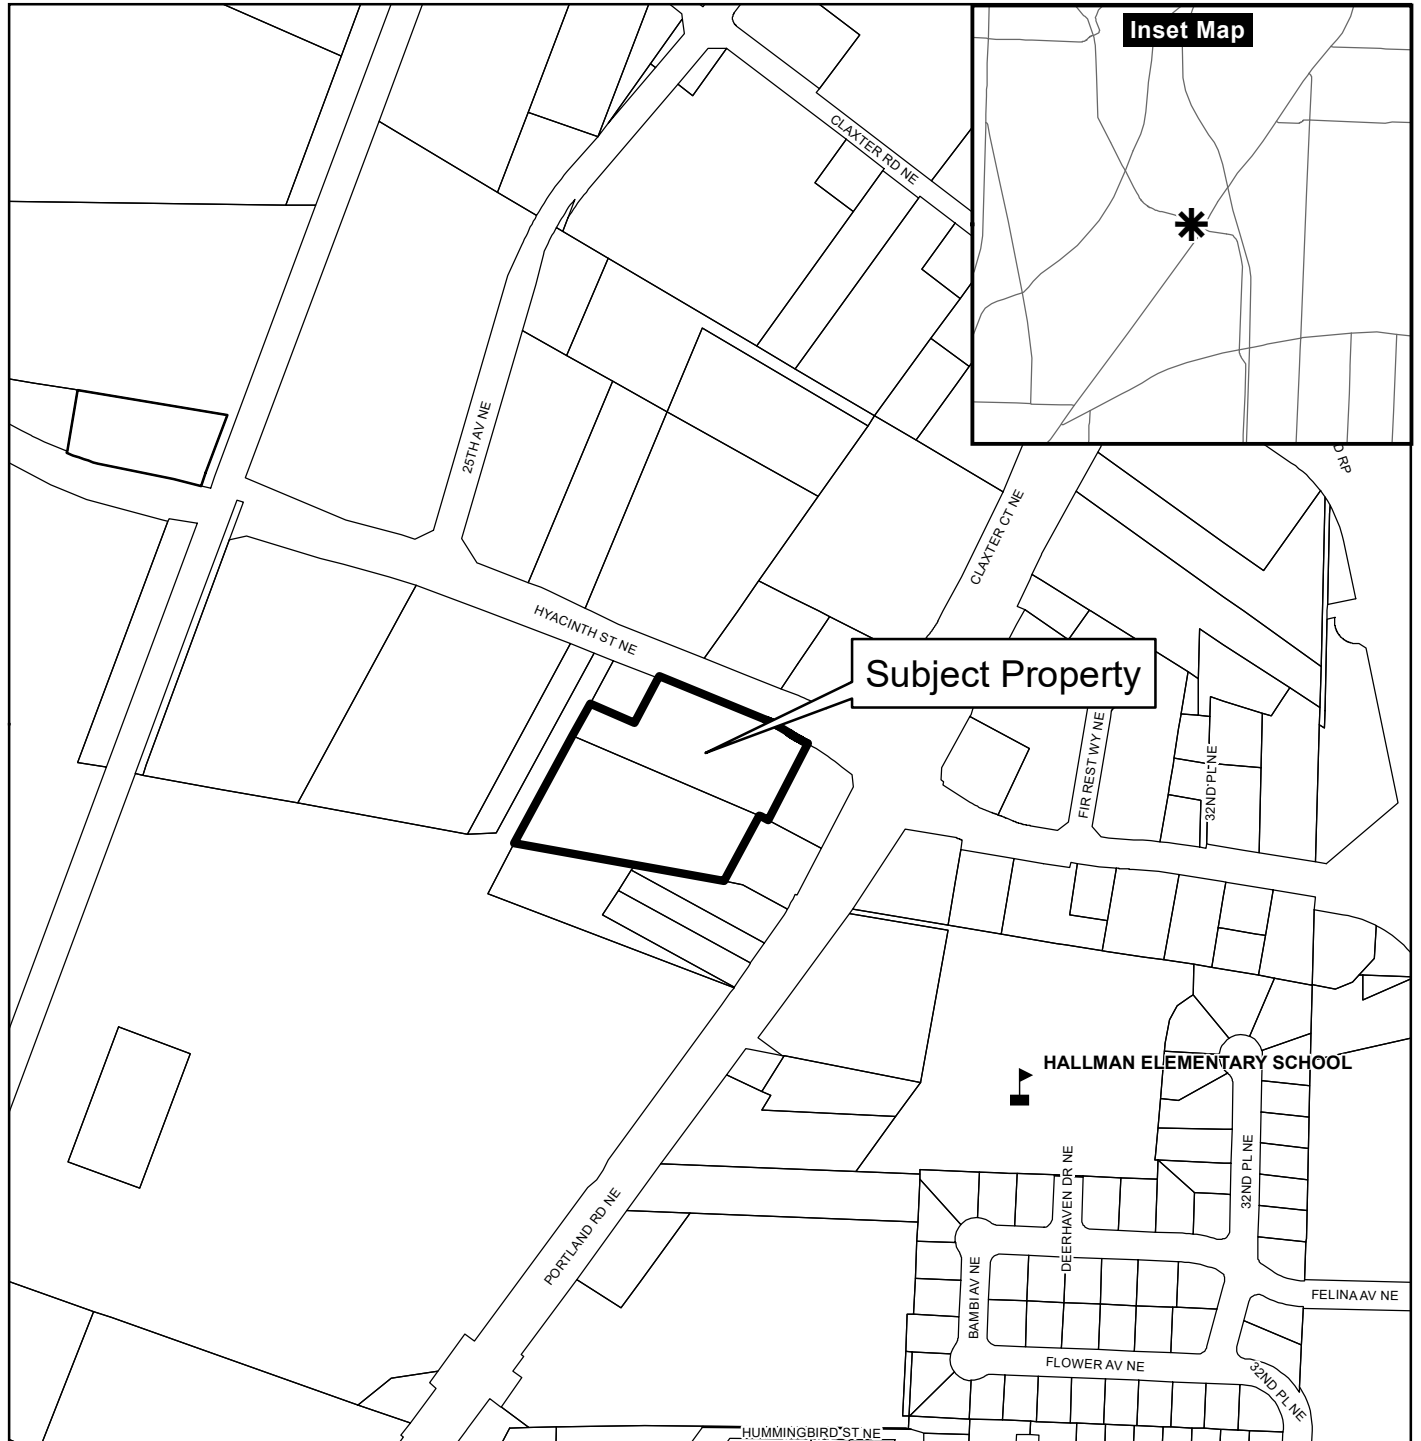 Inset Map
CLAXTER RD NE
25TH AV NE
D RP
CLAXTER CT NE
HYACINTH ST NE
Subject Property
FIR REST WY NE
32ND PL NE
HALLMAN ELEMENTARY SCHOOL
DEERHAVEN DR NE
32ND PL NE
PORTLAND RD NE
BAMBI AV NE
FELINA AV NE
FLOWER AV NE
32ND PL NE
HUMMINGBIRD ST NE